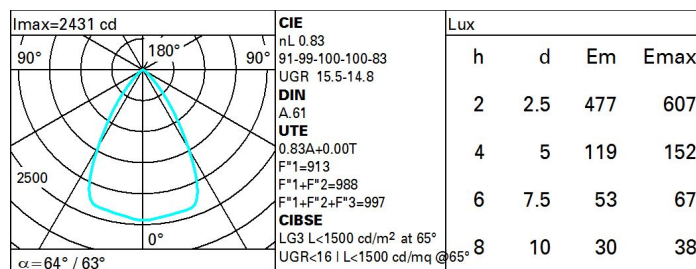 Imax=2431 cd
90° 180° 90°
2500
0°
α=64° / 63°
CIE
nL 0.83
91-99-100-100-83
UGR 15.5-14.8
DIN
A.61
UTE
0.83A+0.00T
F"1=913
F"1+F"2=988
F"1+F"2+F"3=997
CIBSE
LG3 L<1500 cd/m² at 65°
UGR<16 | L<1500 cd/mq @65°
Lux
h d Em Emax
2 2.5 477 607
4 5 119 152
6 7.5 53 67
8 10 30 38